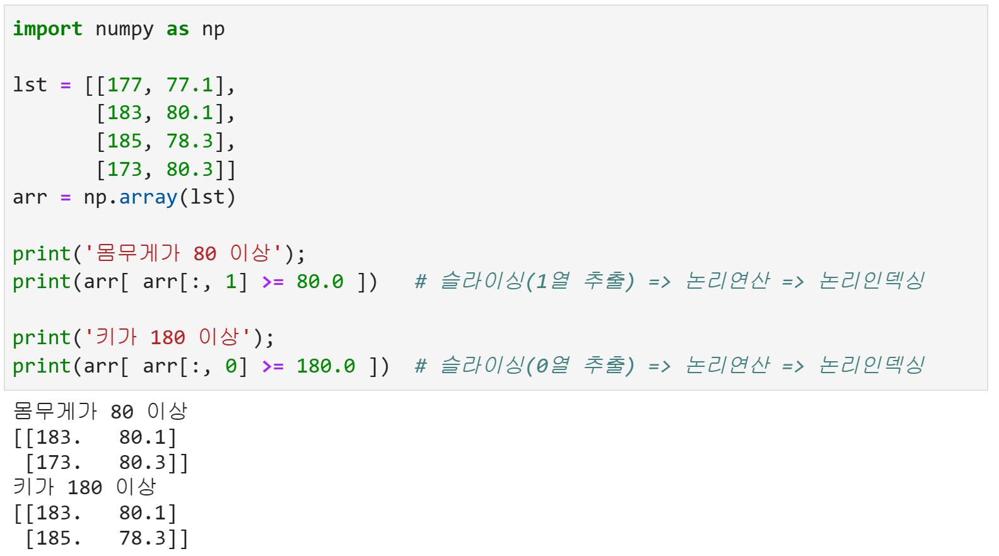 import numpy as np
lst = [[177, 77.1],
       [183, 80.1],
       [185, 78.3],
       [173, 80.3]]
arr = np.array(lst)
print('몸무게가 80 이상');
print(arr[ arr[:, 1] >= 80.0 ])   # 슬라이싱(1열 추출) => 논리연산 => 논리인덱싱
print('키가 180 이상');
print(arr[ arr[:, 0] >= 180.0 ])  # 슬라이싱(0열 추출) => 논리연산 => 논리인덱싱
몸무게가 80 이상
[[183.   80.1]
 [173.   80.3]]
키가 180 이상
[[183.   80.1]
 [185.   78.3]]